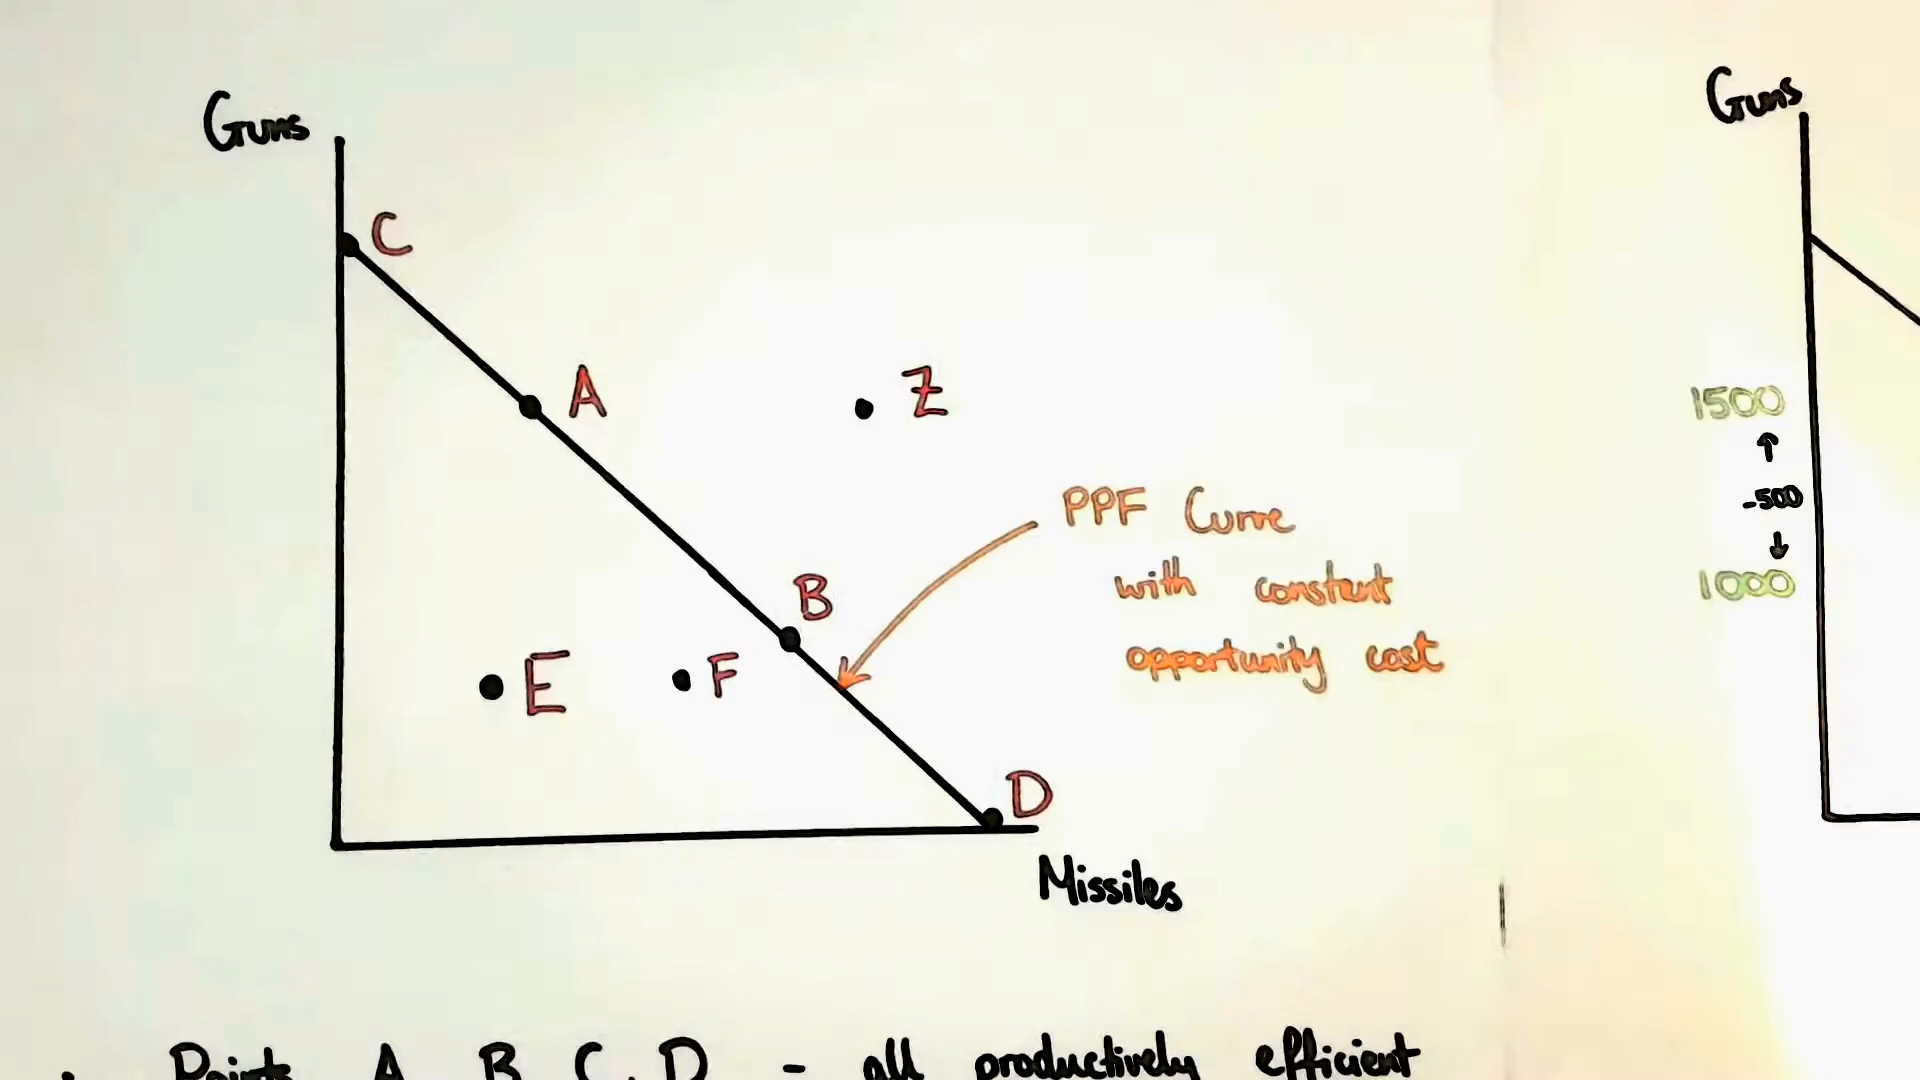 Guns
C
A
Z
PPF Curve
with constant
opportunity cost
B
E
F
D
Missiles
Points A, B, C, D - all productively efficient
Guns
1500
-500
1000